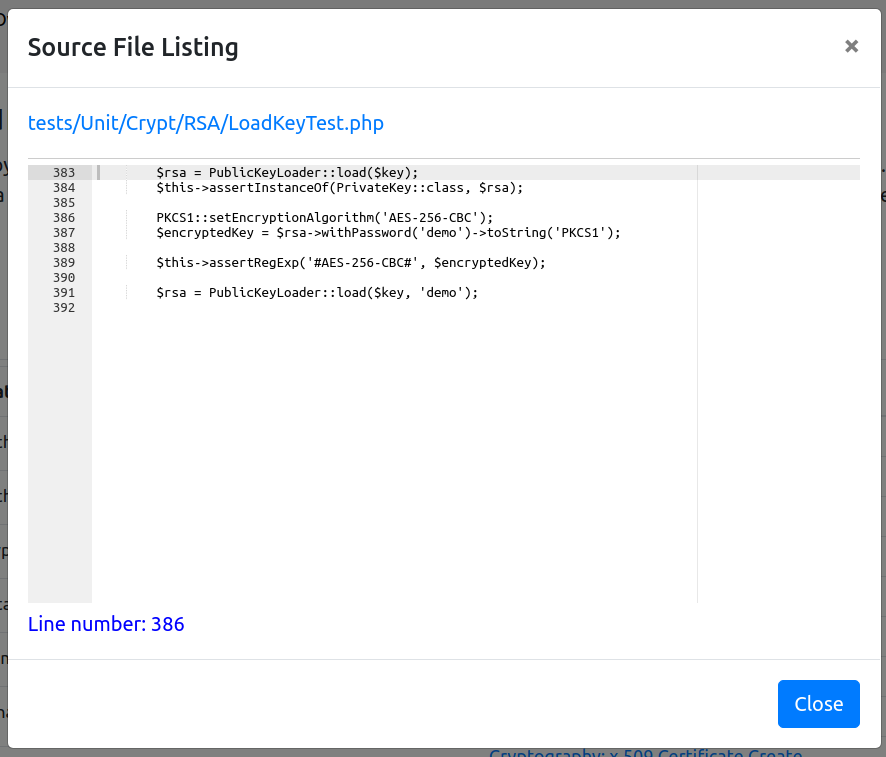 Source File Listing ×
tests/Unit/Crypt/RSA/LoadKeyTest.php
383 $rsa = PublicKeyLoader::load($key);
384 $this->assertInstanceOf(PrivateKey::class, $rsa);
385
386 PKCS1::setEncryptionAlgorithm('AES-256-CBC');
387 $encryptedKey = $rsa->withPassword('demo')->toString('PKCS1');
388
389 $this->assertRegExp('#AES-256-CBC#', $encryptedKey);
390
391 $rsa = PublicKeyLoader::load($key, 'demo');
392
Line number: 386
Close
Cryptography: x.509 Certificate Create